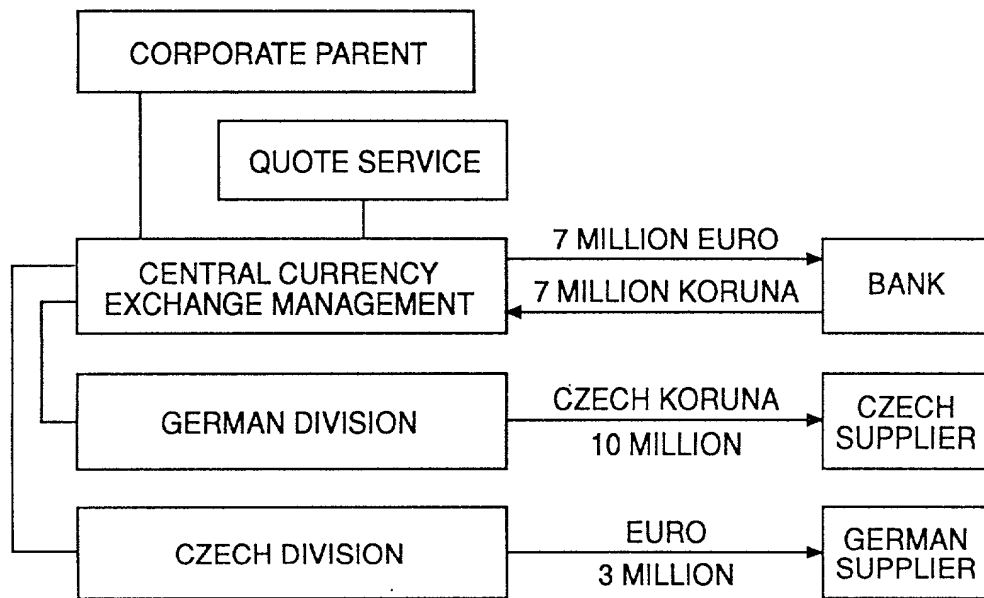 CORPORATE PARENT
QUOTE SERVICE
CENTRAL CURRENCY
EXCHANGE MANAGEMENT
7 MILLION EURO
7 MILLION KORUNA
BANK
GERMAN DIVISION
CZECH KORUNA
10 MILLION
CZECH
SUPPLIER
CZECH DIVISION
EURO
3 MILLION
GERMAN
SUPPLIER